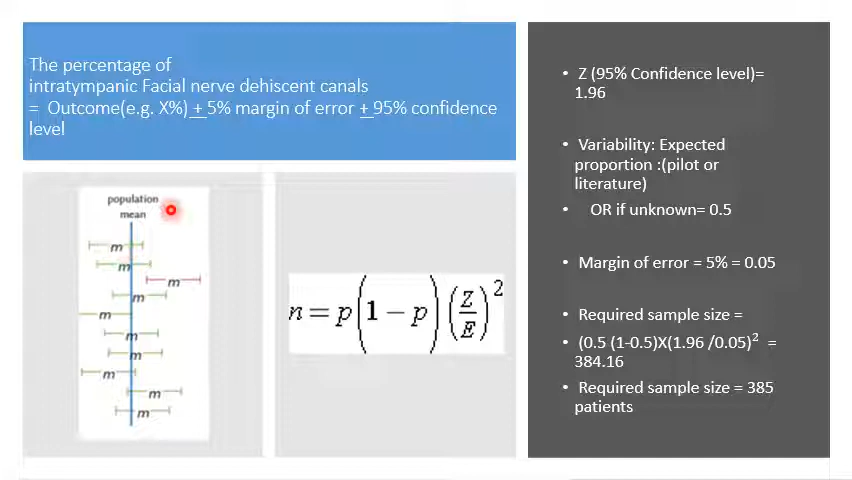 The percentage of
intratympanic Facial nerve dehiscent canals
= Outcome(e.g. X%) + 5% margin of error + 95% confidence
level
population
mean
m
m
m
m
m
m
m
m
m
m
n = p(1 − p)(Z/E)²
• Z (95% Confidence level)=
1.96
• Variability: Expected
proportion :(pilot or
literature)
• OR if unknown= 0.5
• Margin of error = 5% = 0.05
• Required sample size =
• (0.5 (1-0.5)X(1.96 /0.05)² =
384.16
• Required sample size = 385
patients